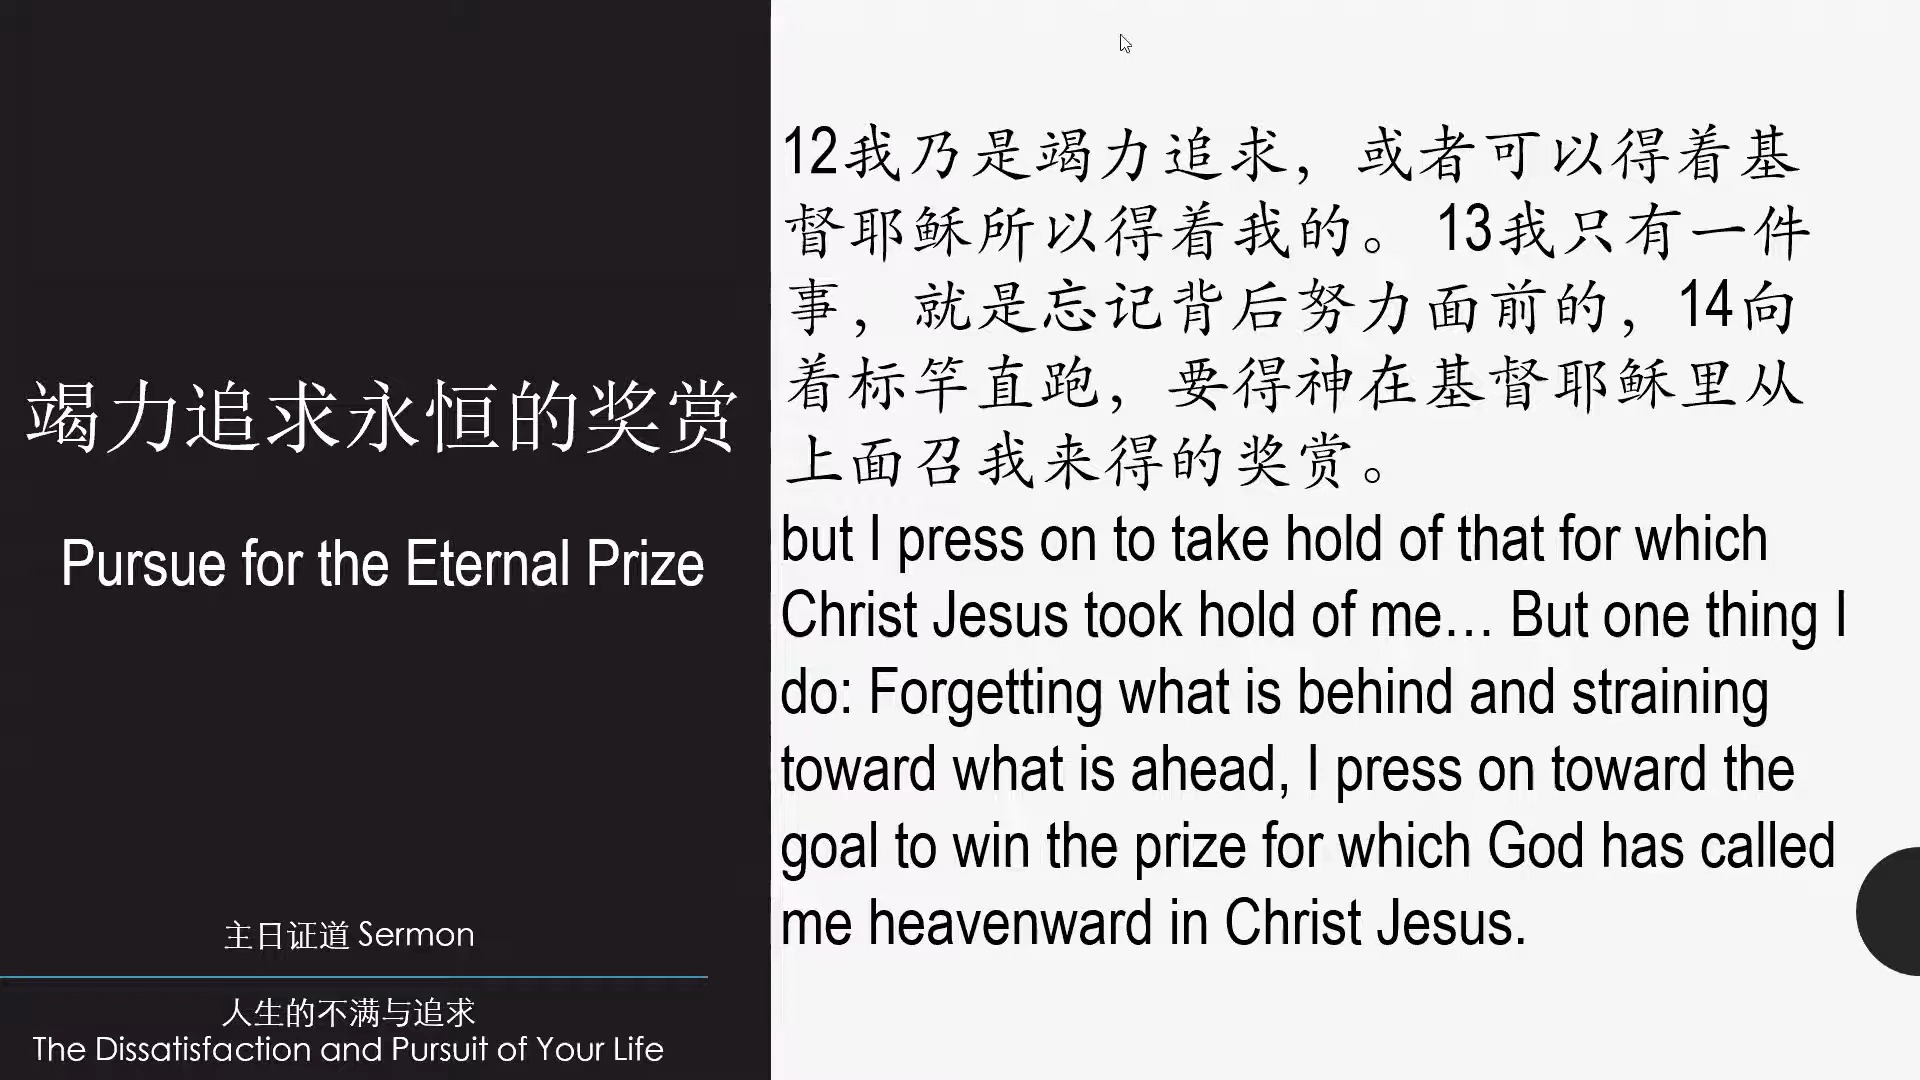 竭力追求永恒的奖赏
Pursue for the Eternal Prize
主日证道 Sermon
人生的不满与追求
The Dissatisfaction and Pursuit of Your Life
12我乃是竭力追求，或者可以得着基
督耶稣所以得着我的。 13我只有一件
事，就是忘记背后努力面前的，14向
着标竿直跑，要得神在基督耶稣里从
上面召我来得的奖赏。
but I press on to take hold of that for which
Christ Jesus took hold of me… But one thing I
do: Forgetting what is behind and straining
toward what is ahead, I press on toward the
goal to win the prize for which God has called
me heavenward in Christ Jesus.